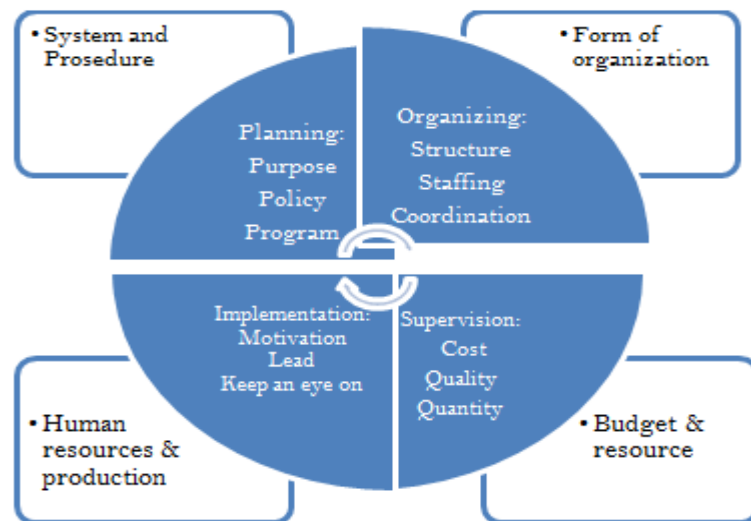 • System and
Prosedure
• Form of
organization
Planning:
Purpose
Policy
Program
Organizing:
Structure
Staffing
Coordination
Implementation:
Motivation
Lead
Keep an eye on
Supervision:
Cost
Quality
Quantity
• Human
resources &
production
• Budget &
resource